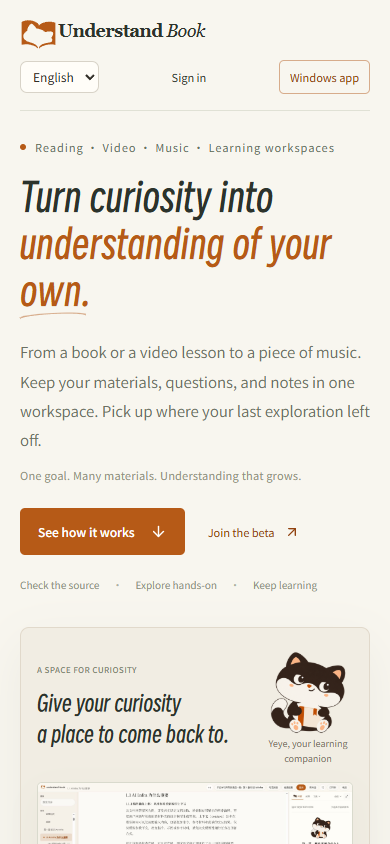 Understand Book
English
Sign in
Windows app
Reading • Video • Music • Learning workspaces
Turn curiosity into
understanding of your
own.
From a book or a video lesson to a piece of music.
Keep your materials, questions, and notes in one
workspace. Pick up where your last exploration left
off.
One goal. Many materials. Understanding that grows.
See how it works ↓
Join the beta ↗
Check the source • Explore hands-on • Keep learning
A SPACE FOR CURIOSITY
Give your curiosity
a place to come back to.
Yeye, your learning
companion